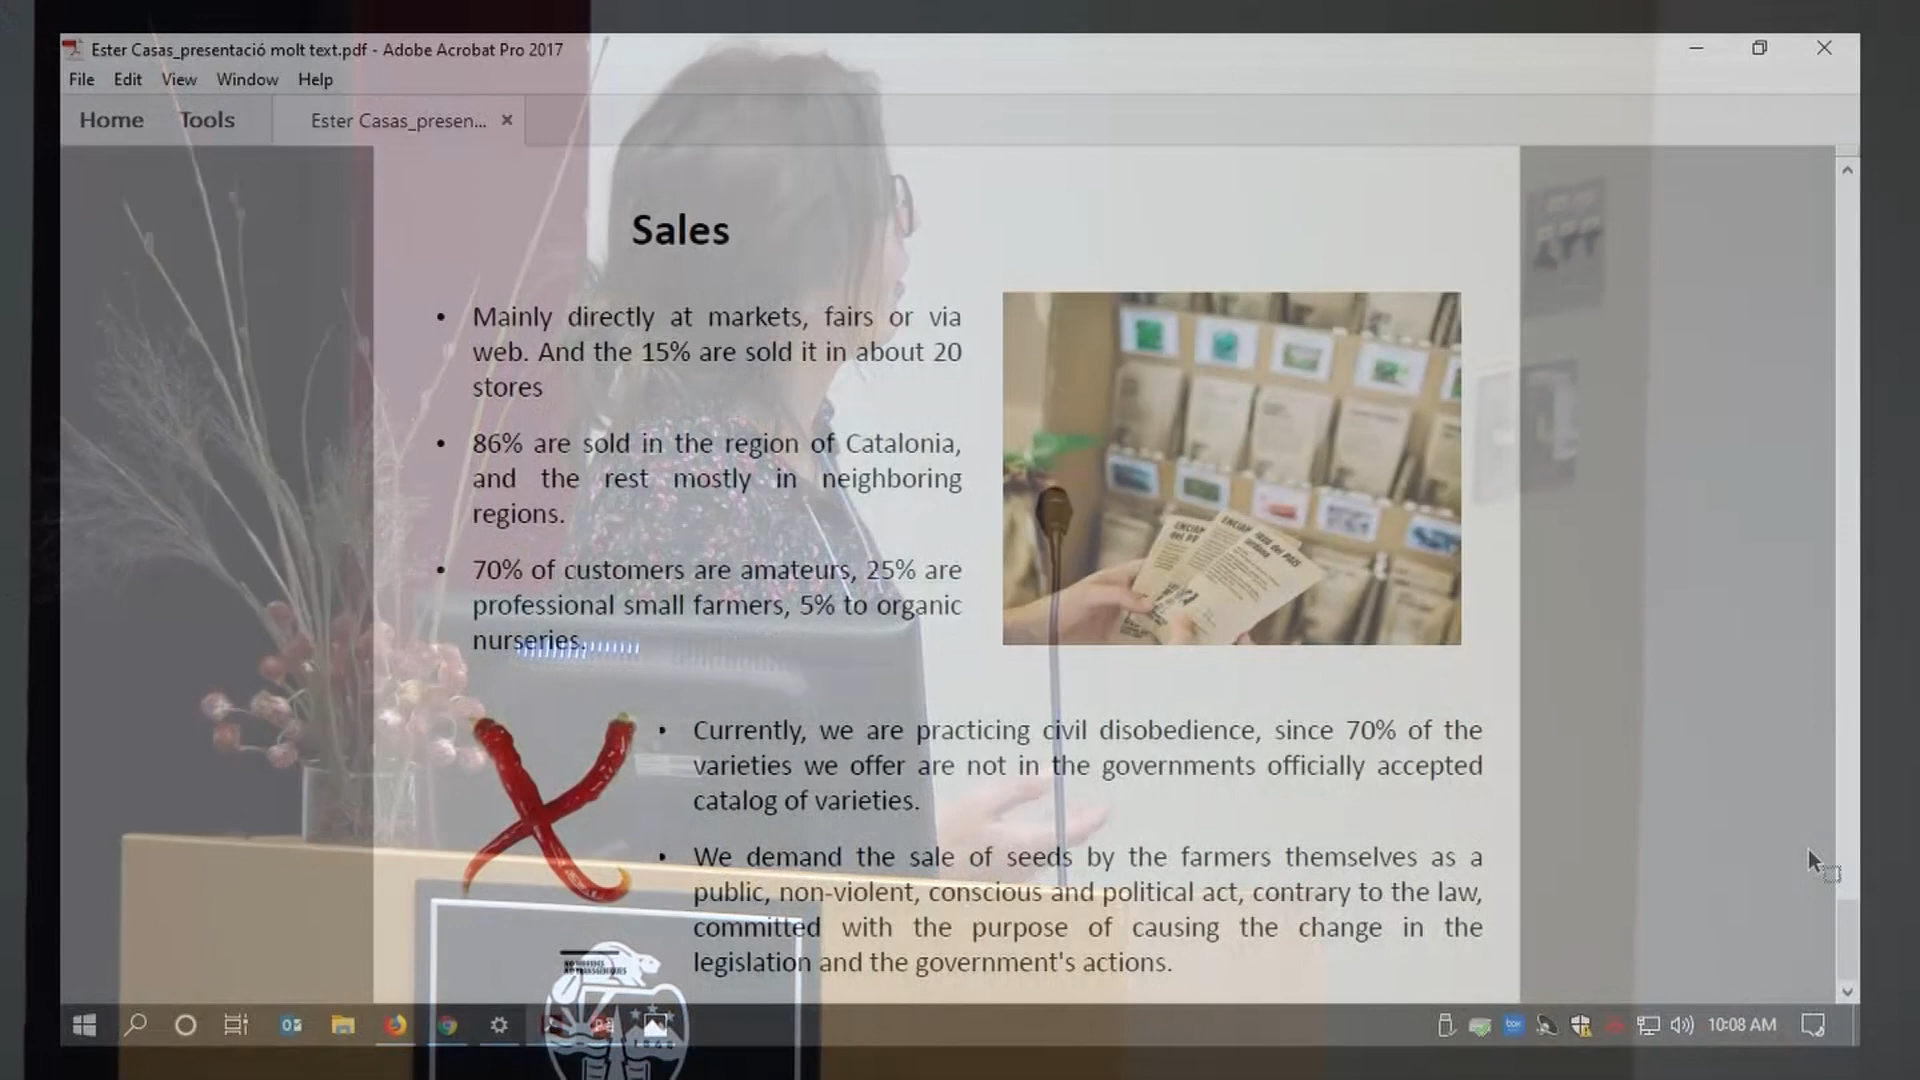 Ester Casas_presentació molt text.pdf - Adobe Acrobat Pro 2017
File Edit View Window Help
Home Tools Ester Casas_presen... ×
Sales
• Mainly directly at markets, fairs or via
web. And the 15% are sold it in about 20
stores
• 86% are sold in the region of Catalonia,
and the rest mostly in neighboring
regions.
• 70% of customers are amateurs, 25% are
professional small farmers, 5% to organic
nurseries.
• Currently, we are practicing civil disobedience, since 70% of the
varieties we offer are not in the governments officially accepted
catalog of varieties.
• We demand the sale of seeds by the farmers themselves as a
public, non-violent, conscious and political act, contrary to the law,
committed with the purpose of causing the change in the
legislation and the government's actions.
10:08 AM